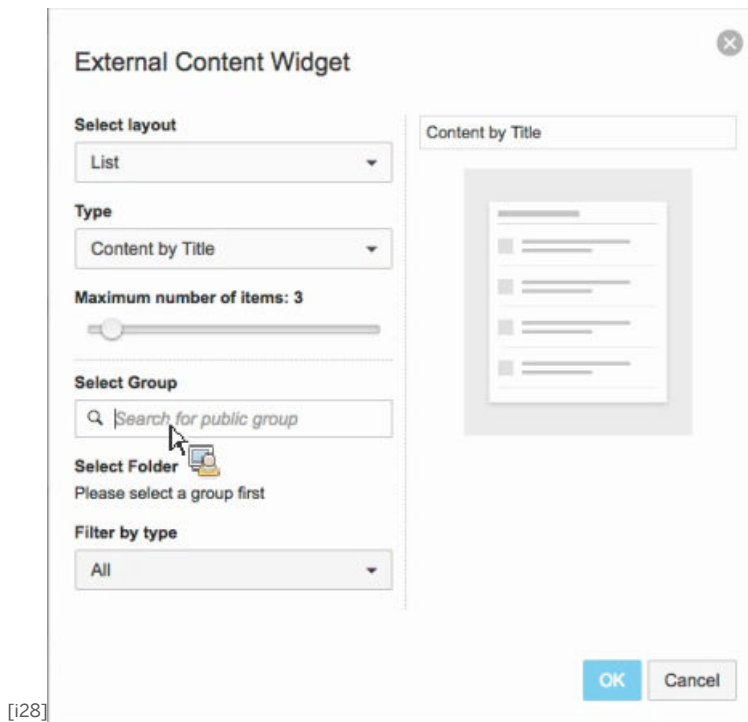 External Content Widget
Select layout
List
Type
Content by Title
Maximum number of items: 3
Select Group
Search for public group
Select Folder
Please select a group first
Filter by type
All
Content by Title
OK
Cancel
[i28]